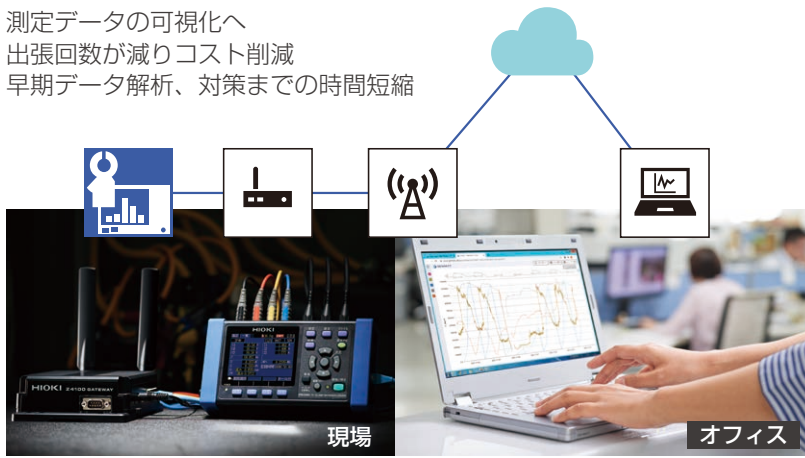 測定データの可視化へ
出張回数が減りコスト削減
早期データ解析、対策までの時間短縮
HIOKI
HIOKI Z4100 GATEWAY
現場
オフィス